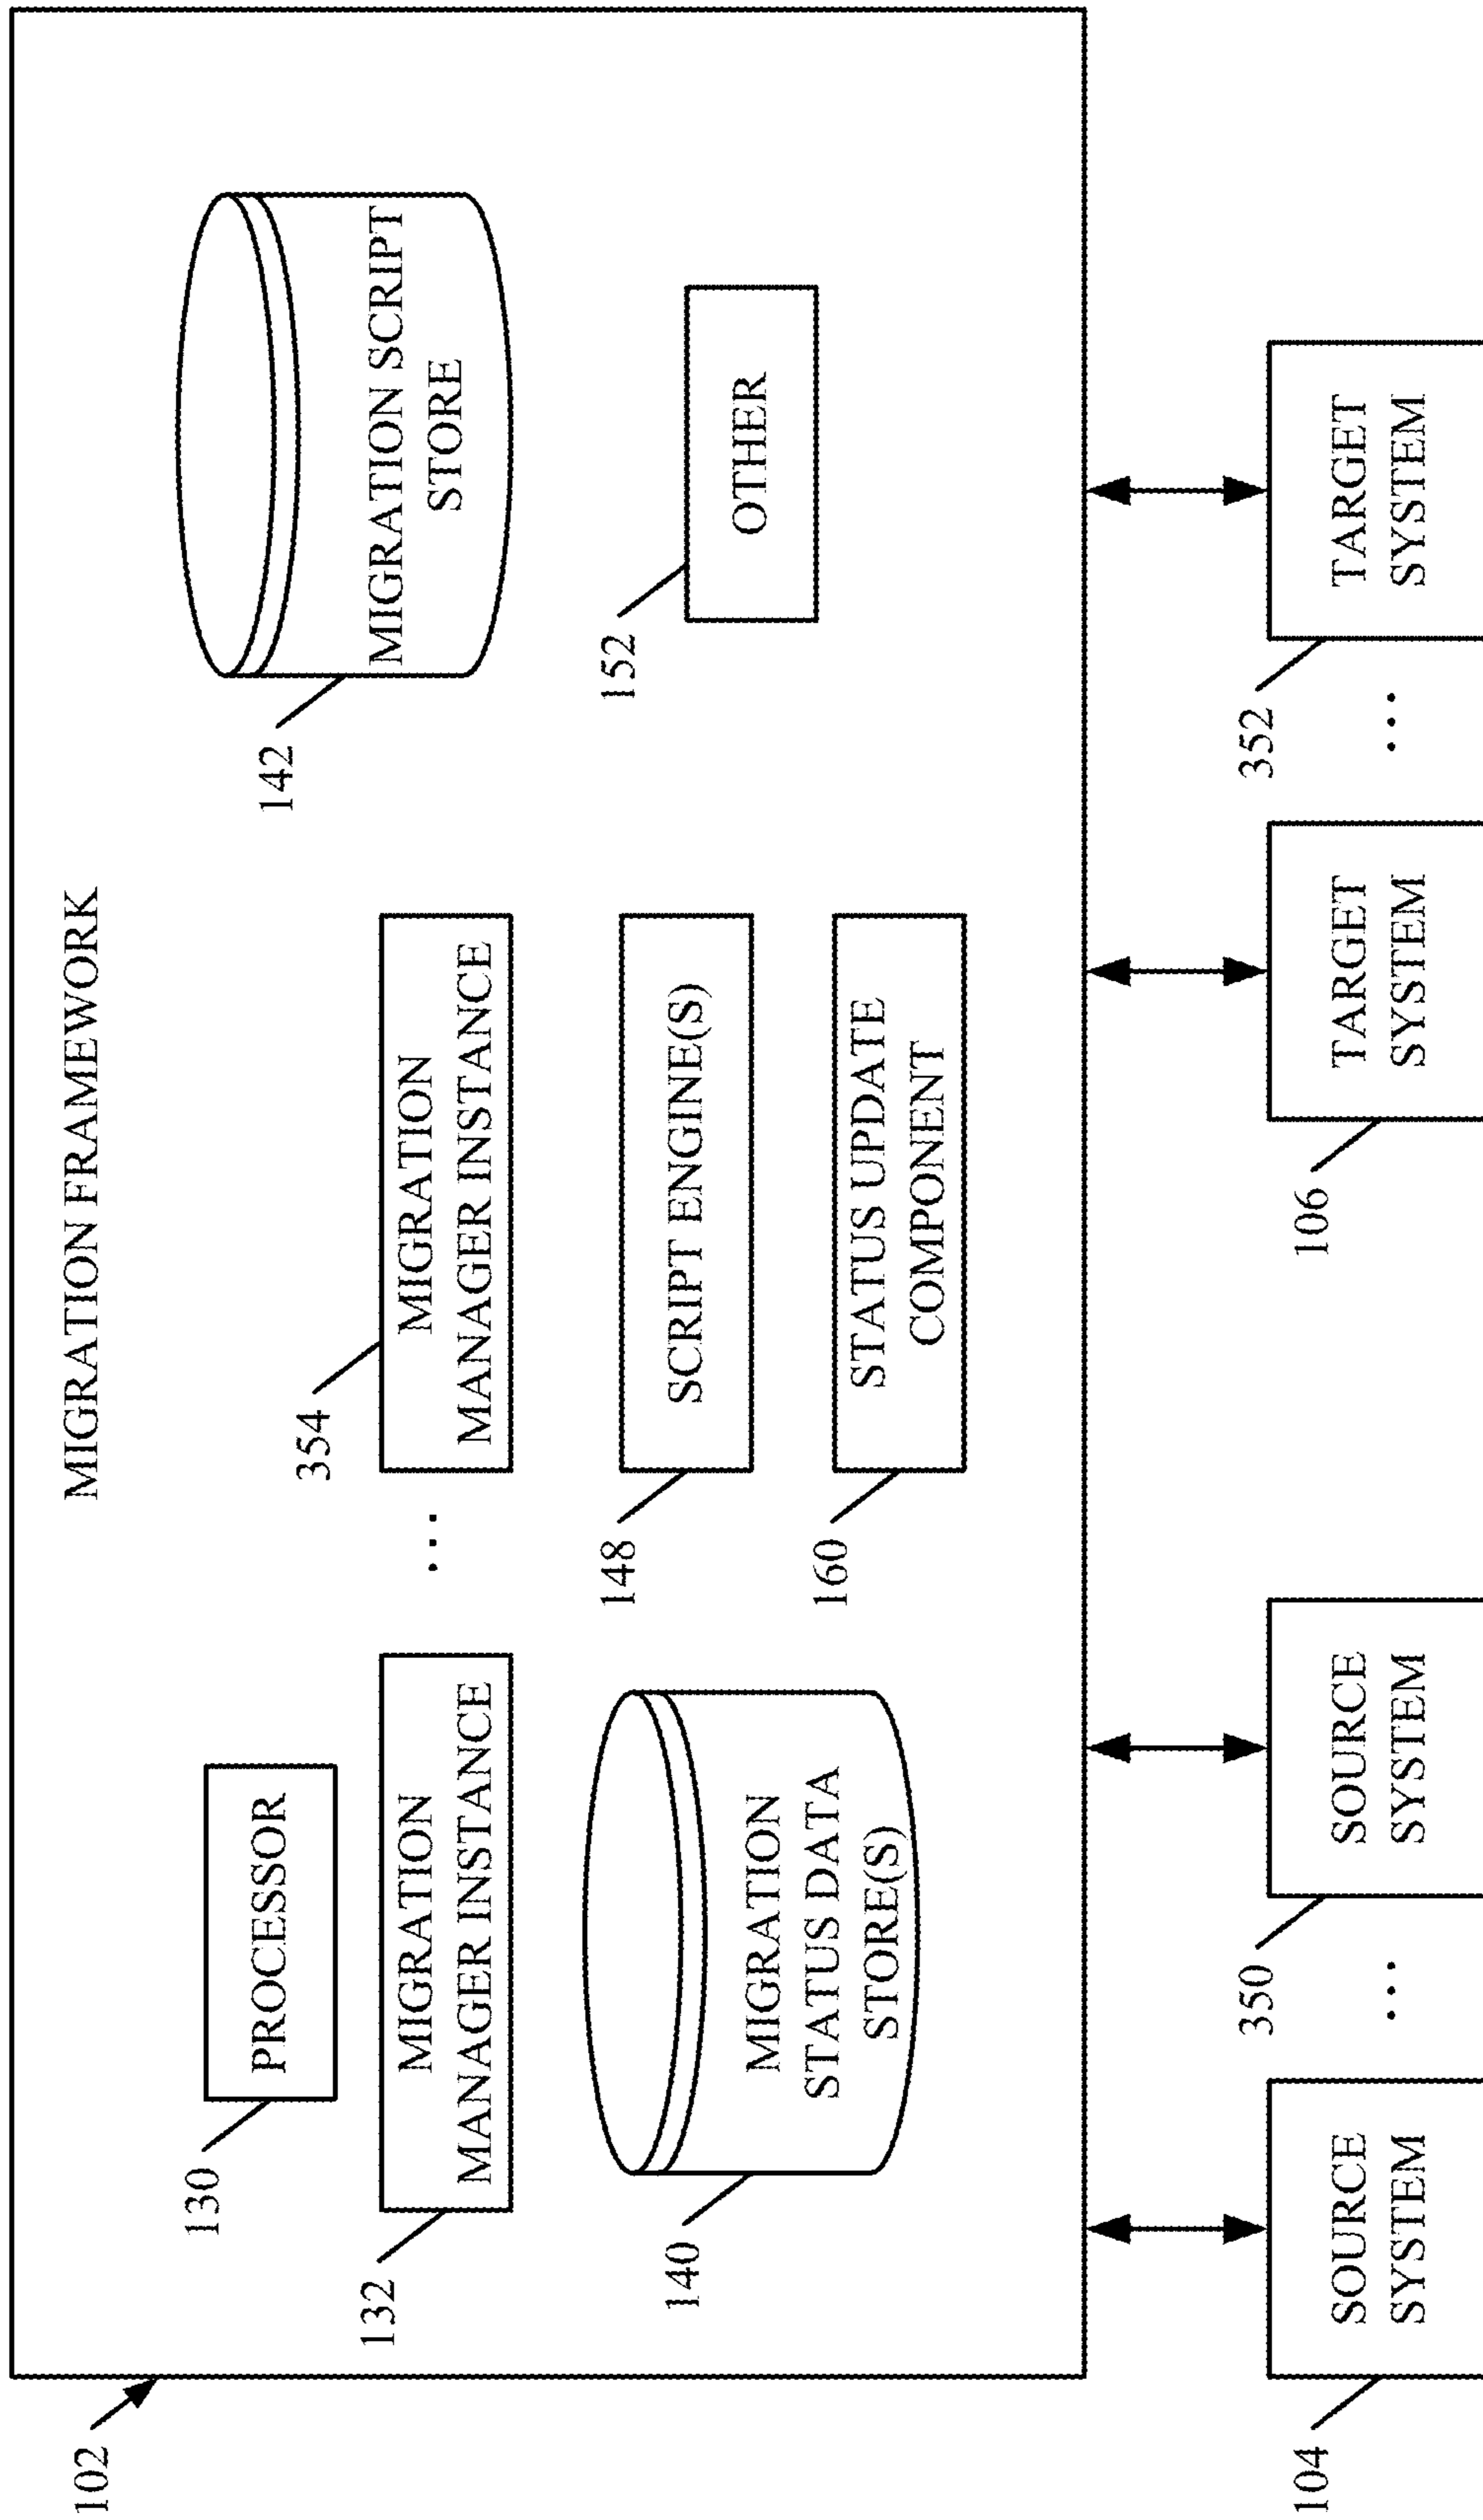 102
MIGRATION FRAMEWORK
130
PROCESSOR
142
MIGRATION SCRIPT
STORE
132
MIGRATION
MANAGER INSTANCE
...
354
MIGRATION
MANAGER INSTANCE
140
MIGRATION
STATUS DATA
STORE(S)
148
SCRIPT ENGINE(S)
152
OTHER
160
STATUS UPDATE
COMPONENT
104
SOURCE
SYSTEM
...
350
SOURCE
SYSTEM
106
TARGET
SYSTEM
...
352
TARGET
SYSTEM